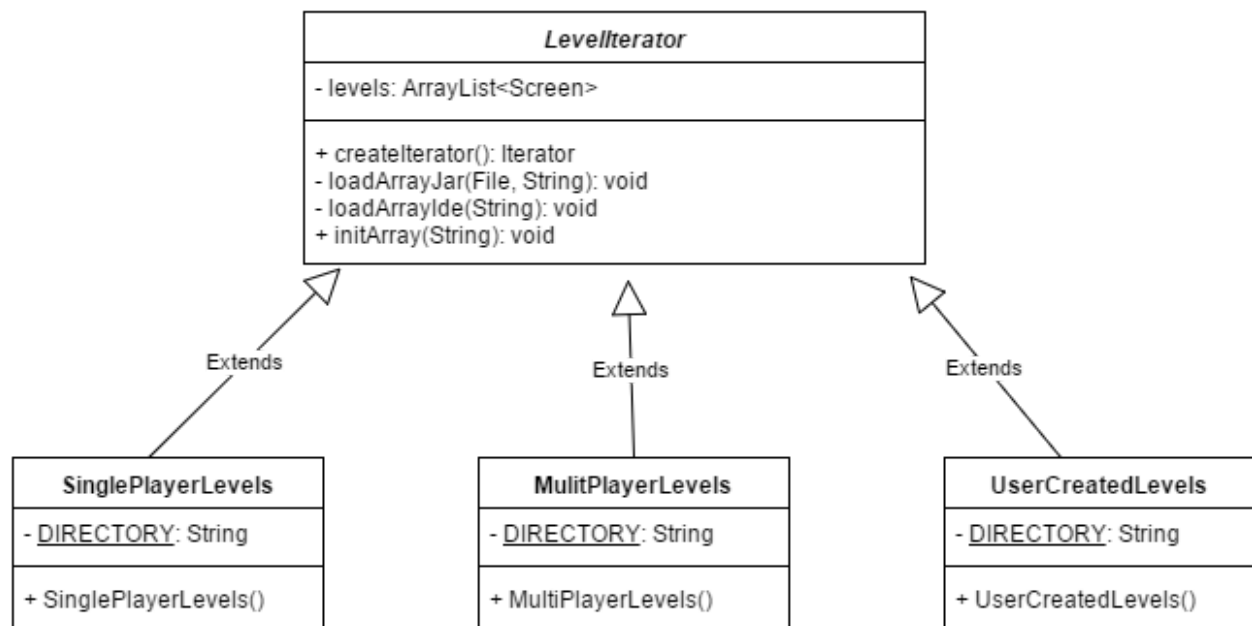 LevelIterator
- levels: ArrayList<Screen>
+ createIterator(): Iterator
- loadArrayJar(File, String): void
- loadArrayIde(String): void
+ initArray(String): void
Extends
Extends
Extends
SinglePlayerLevels
- DIRECTORY: String
+ SinglePlayerLevels()
MulitPlayerLevels
- DIRECTORY: String
+ MultiPlayerLevels()
UserCreatedLevels
- DIRECTORY: String
+ UserCreatedLevels()